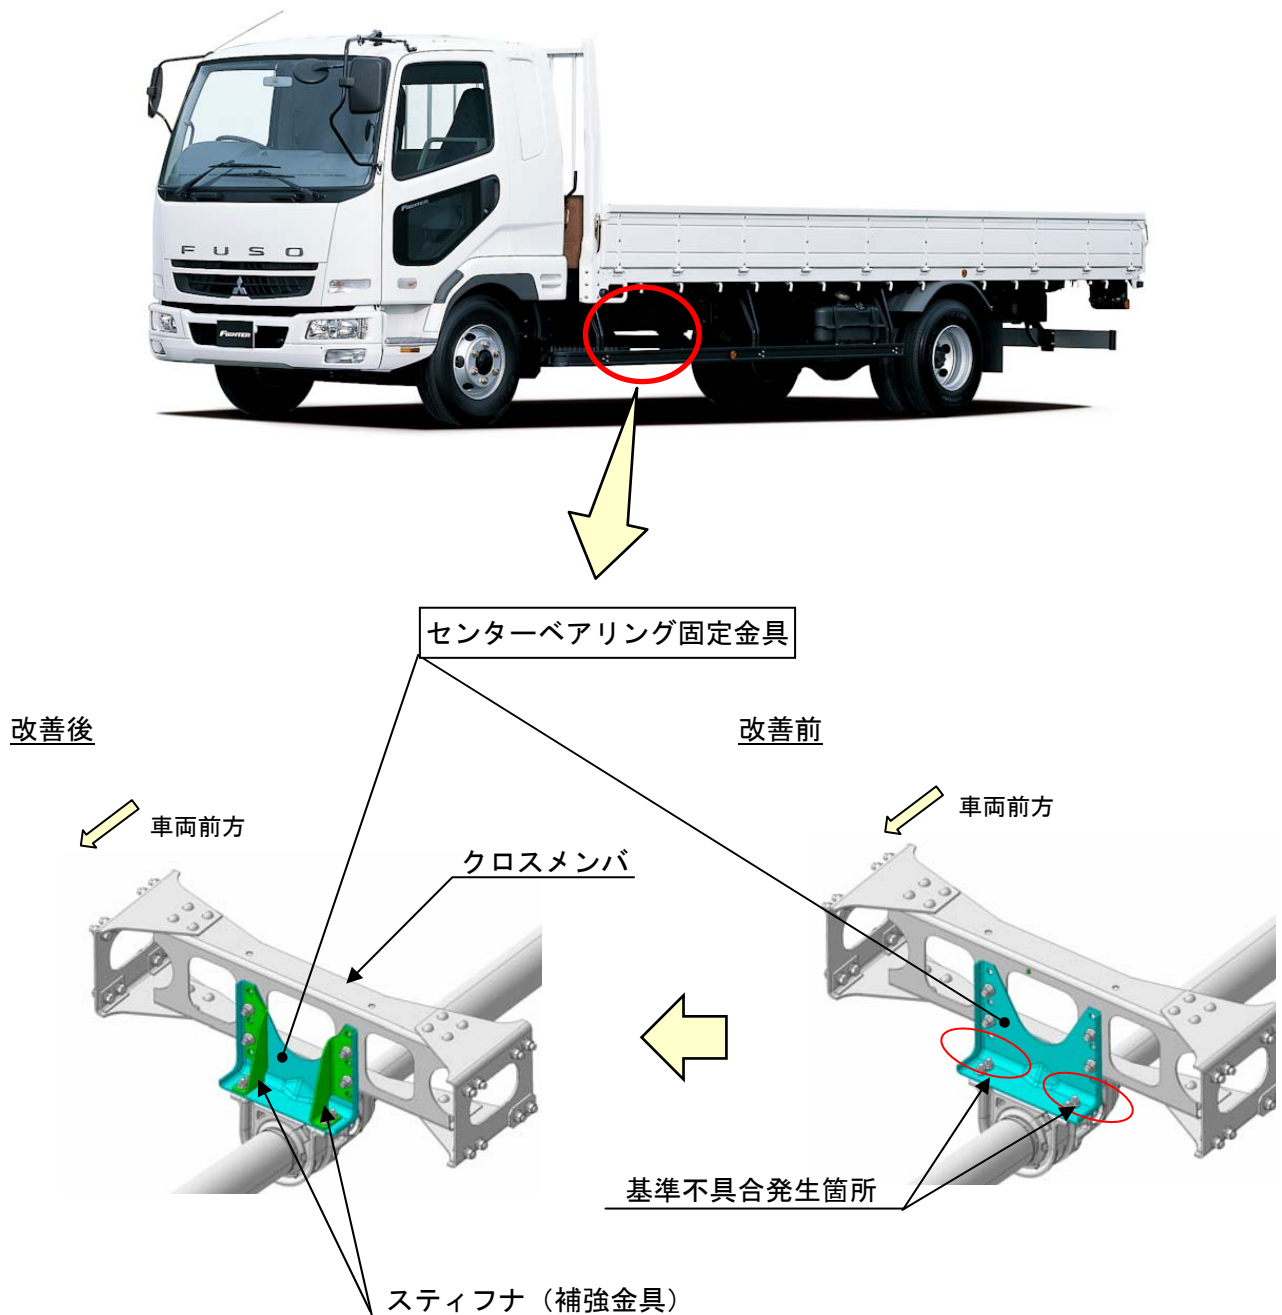 FUSO
FIGHTER
FIGHTER
センターベアリング固定金具
改善後
改善前
車両前方
車両前方
クロスメンバ
基準不具合発生箇所
スティフナ（補強金具）